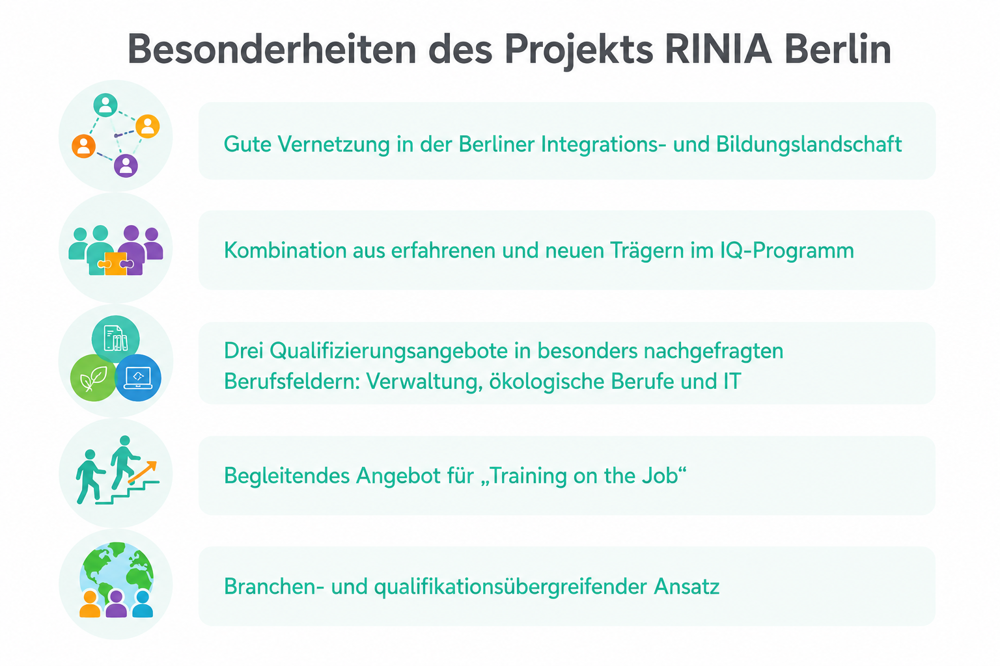 Besonderheiten des Projekts RINIA Berlin
Gute Vernetzung in der Berliner Integrations- und Bildungslandschaft
Kombination aus erfahrenen und neuen Trägern im IQ-Programm
Drei Qualifizierungsangebote in besonders nachgefragten
Berufsfeldern: Verwaltung, ökologische Berufe und IT
Begleitendes Angebot für „Training on the Job“
Branchen- und qualifikationsübergreifender Ansatz